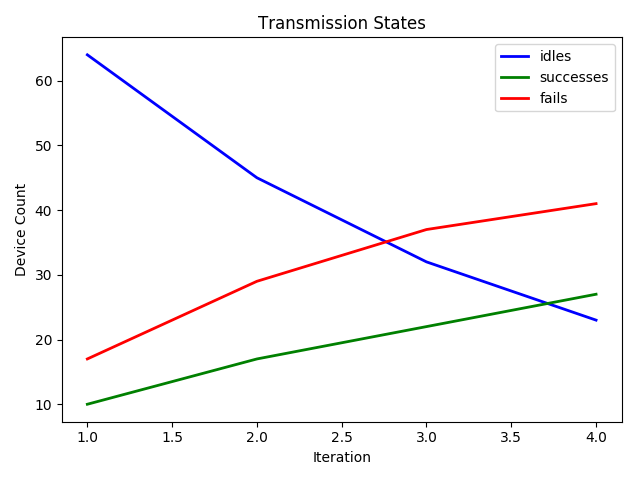 Transmission States
idles
successes
fails
60
50
40
30
20
10
Device Count
1.0 1.5 2.0 2.5 3.0 3.5 4.0
Iteration